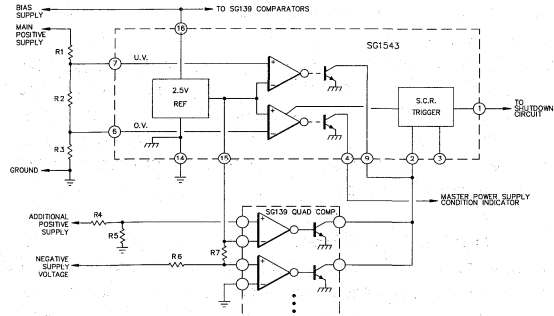 BIAS
SUPPLY
TO SG139 COMPARATORS
MAIN
POSITIVE
SUPPLY
16
SG1543
R1
7
U.V.
2.5V
REF
S.C.R.
TRIGGER
1
TO
SHUTDOWN
CIRCUIT
R2
6
O.V.
R3
GROUND
14
15
4
9
2
3
MASTER POWER SUPPLY
CONDITION INDICATOR
SG139 QUAD COMP.
ADDITIONAL
POSITIVE
SUPPLY
R4
R5
R7
NEGATIVE
SUPPLY
VOLTAGE
R6